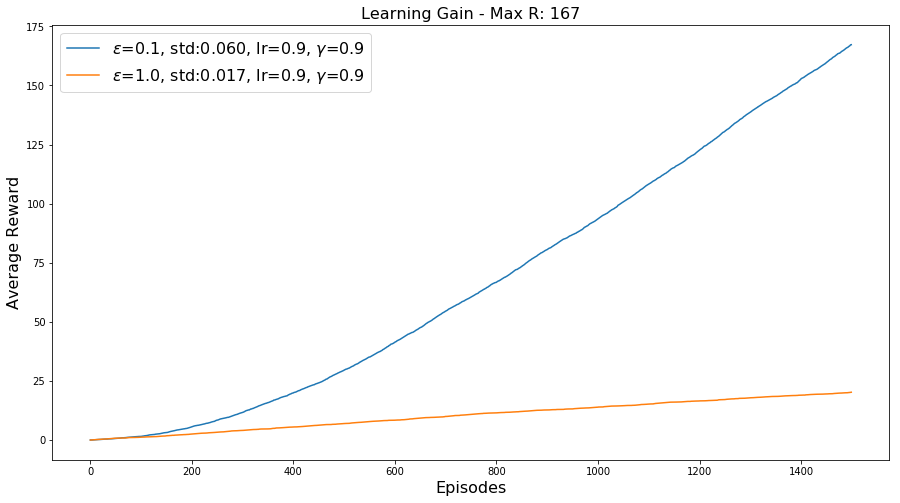 Learning Gain - Max R: 167
175
150
125
100
75
50
25
0
Average Reward
ε=0.1, std:0.060, lr=0.9, γ=0.9
ε=1.0, std:0.017, lr=0.9, γ=0.9
0 200 400 600 800 1000 1200 1400
Episodes